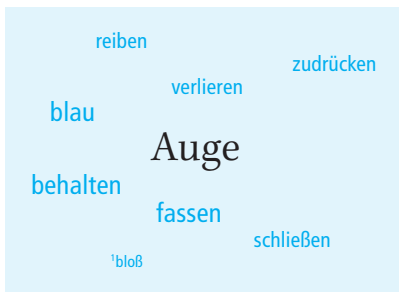 reiben
zudrücken
verlieren
blau
Auge
behalten
fassen
schließen
¹bloß